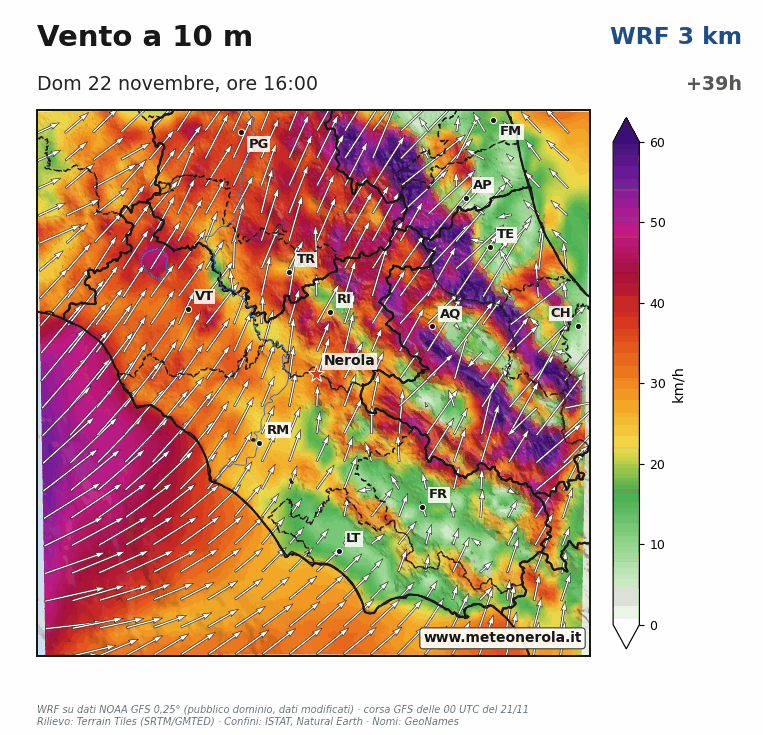 Vento a 10 m
WRF 3 km
Dom 22 novembre, ore 16:00
+39h
FM
PG
AP
TE
TR
RI
VT
AQ
CH
Nerola
RM
FR
LT
www.meteonerola.it
60
50
40
30
20
10
0
km/h
WRF su dati NOAA GFS 0,25° (pubblico dominio, dati modificati) · corsa GFS delle 00 UTC del 21/11
Rilievo: Terrain Tiles (SRTM/GMTED) · Confini: ISTAT, Natural Earth · Nomi: GeoNames